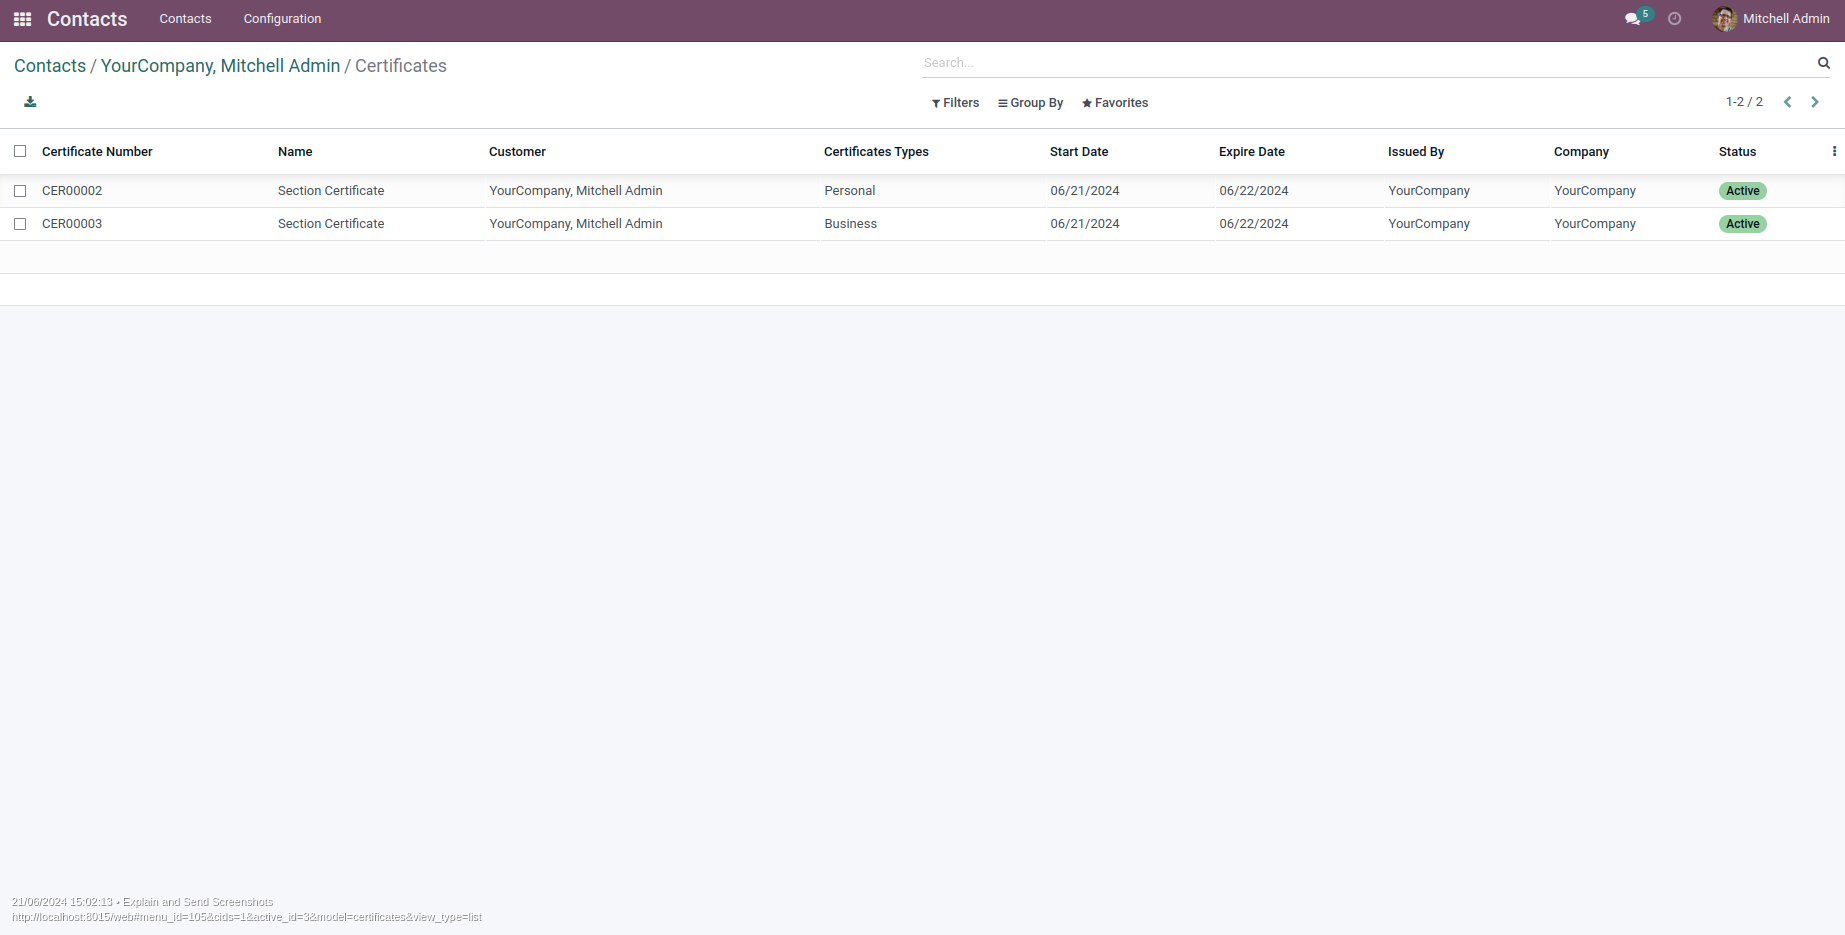 Contacts Contacts Configuration 5 Mitchell Admin
Contacts / YourCompany, Mitchell Admin / Certificates Search...
Filters Group By Favorites 1-2 / 2
Certificate Number Name Customer Certificates Types Start Date Expire Date Issued By Company Status
CER00002 Section Certificate YourCompany, Mitchell Admin Personal 06/21/2024 06/22/2024 YourCompany YourCompany Active
CER00003 Section Certificate YourCompany, Mitchell Admin Business 06/21/2024 06/22/2024 YourCompany YourCompany Active
21/06/2024 15:02:13 • Explain and Send Screenshots
http://localhost:8015/web#menu_id=105&cids=1&active_id=3&model=certificates&view_type=list